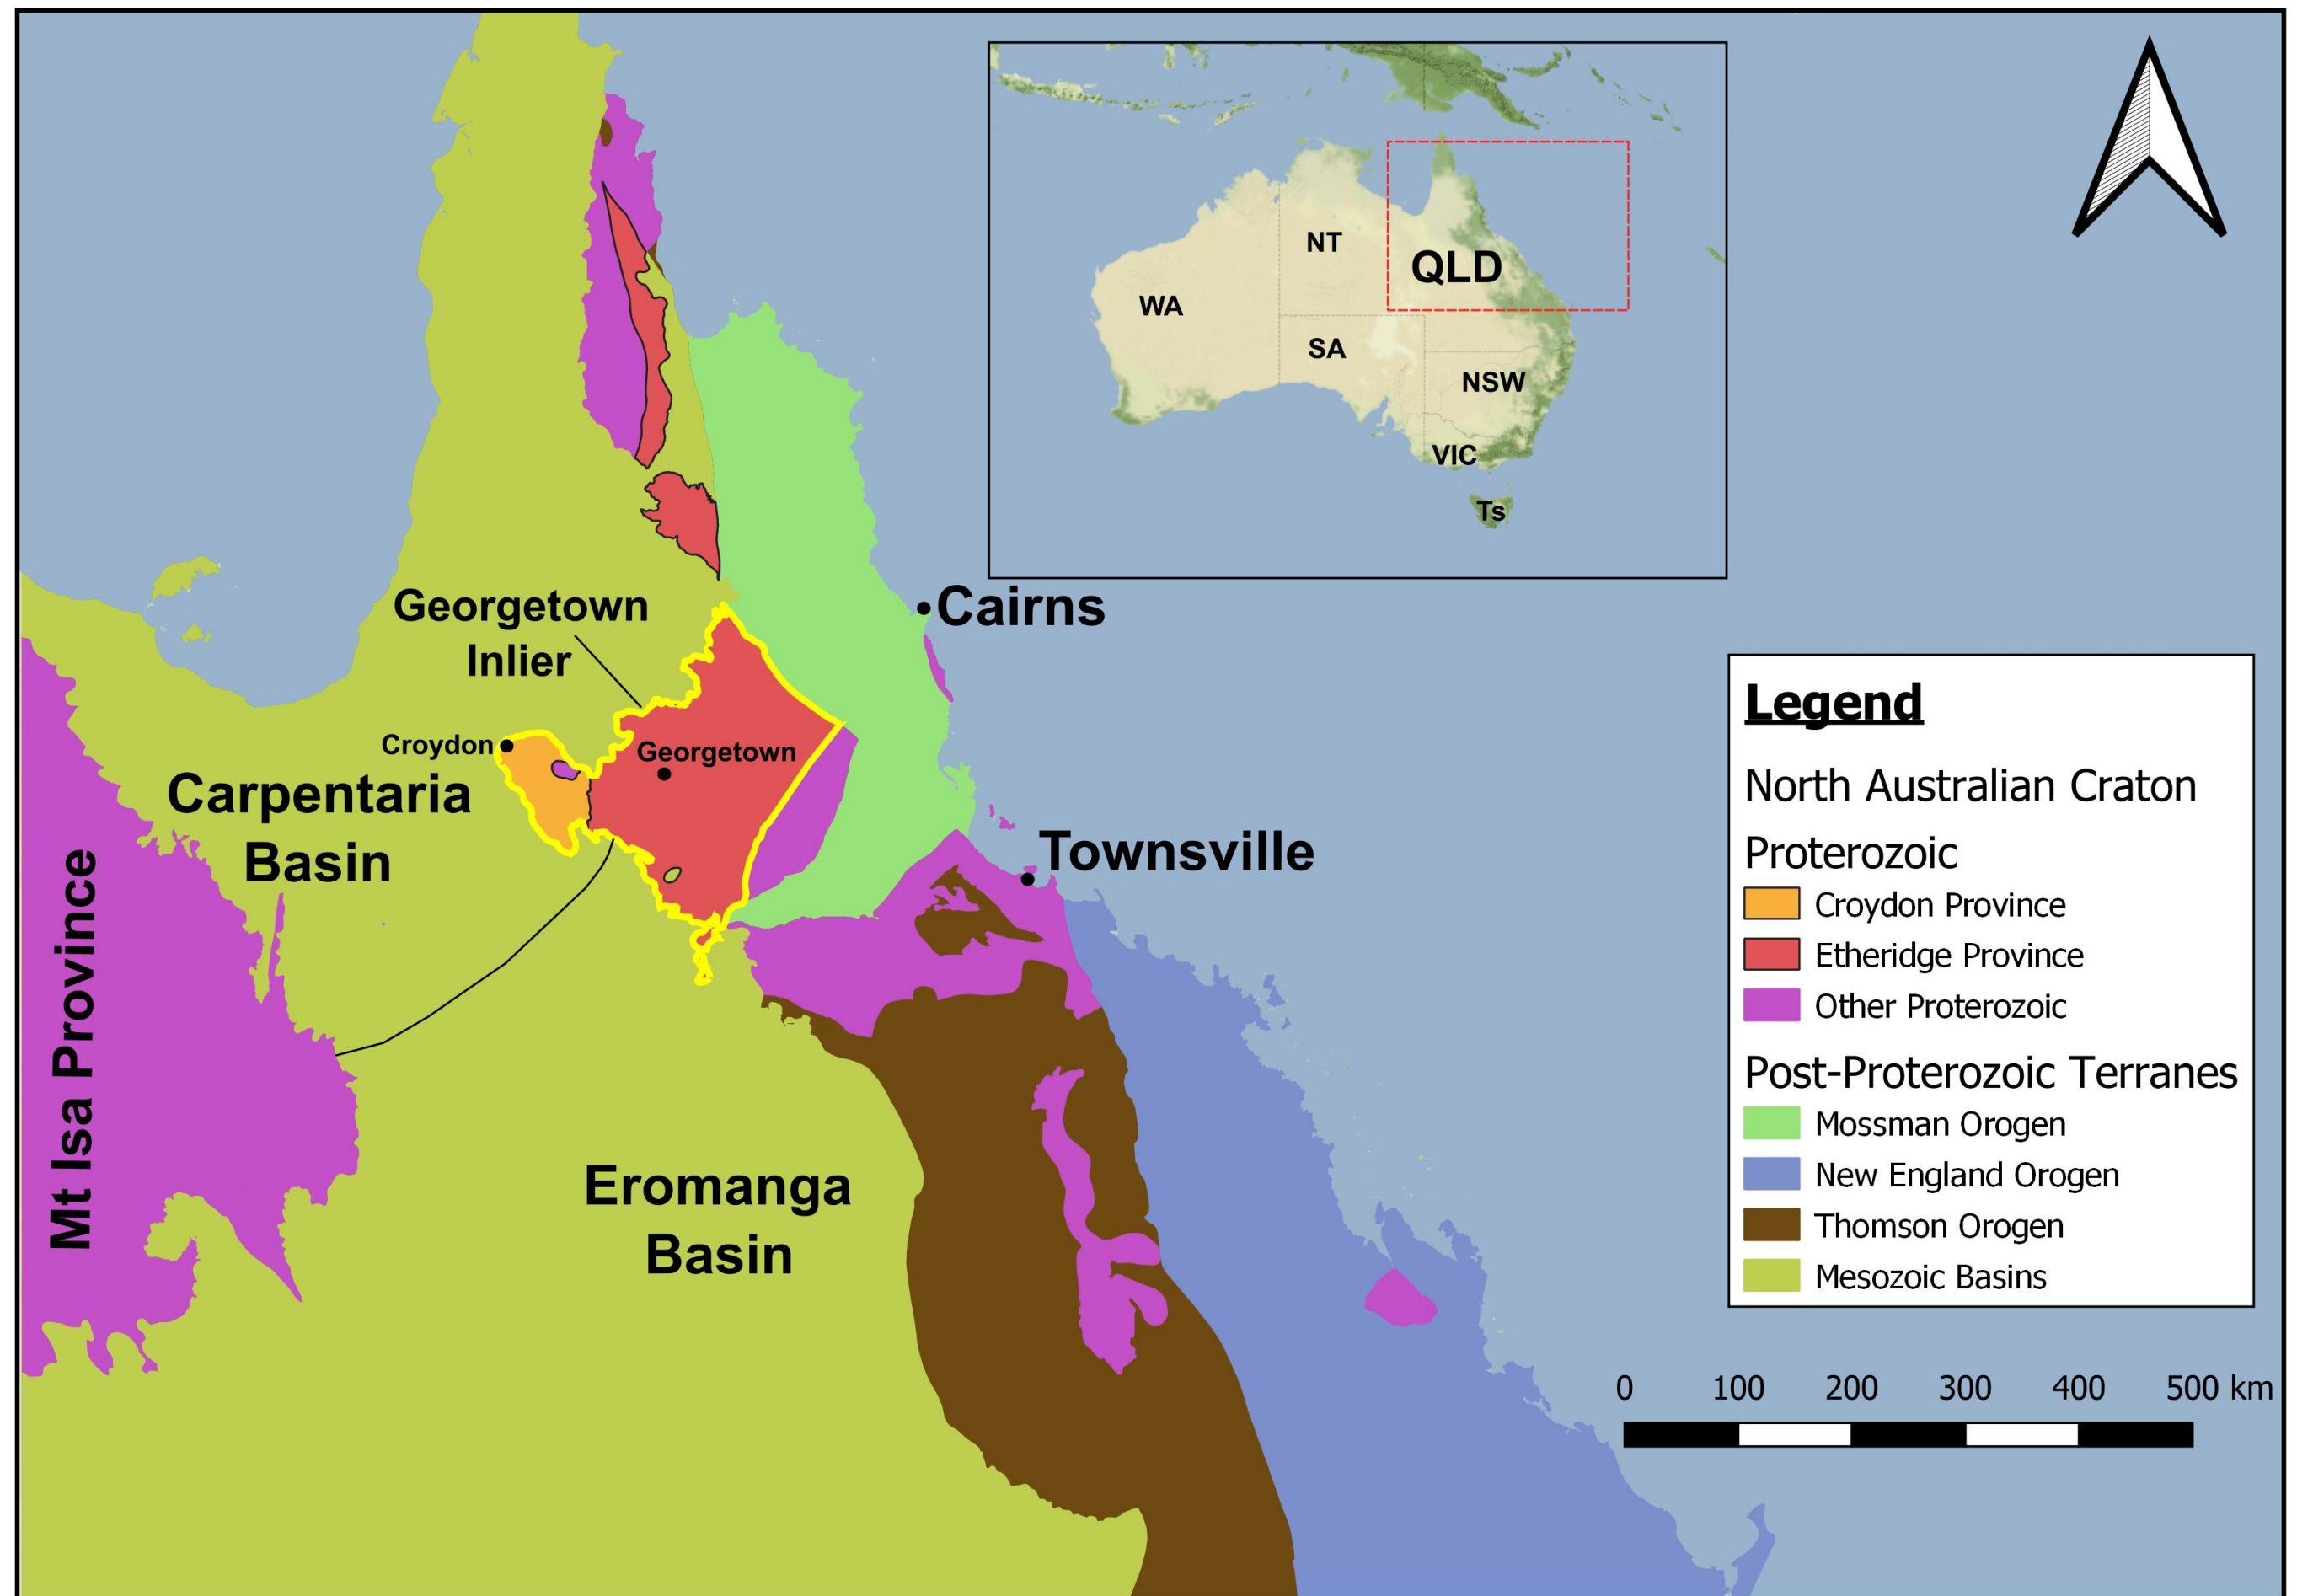 NT
QLD
WA
SA
NSW
VIC
Ts
Georgetown
Inlier
Cairns
Croydon
Georgetown
Carpentaria
Basin
Townsville
Mt Isa Province
Eromanga
Basin
Legend
North Australian Craton
Proterozoic
Croydon Province
Etheridge Province
Other Proterozoic
Post-Proterozoic Terranes
Mossman Orogen
New England Orogen
Thomson Orogen
Mesozoic Basins
0 100 200 300 400 500 km